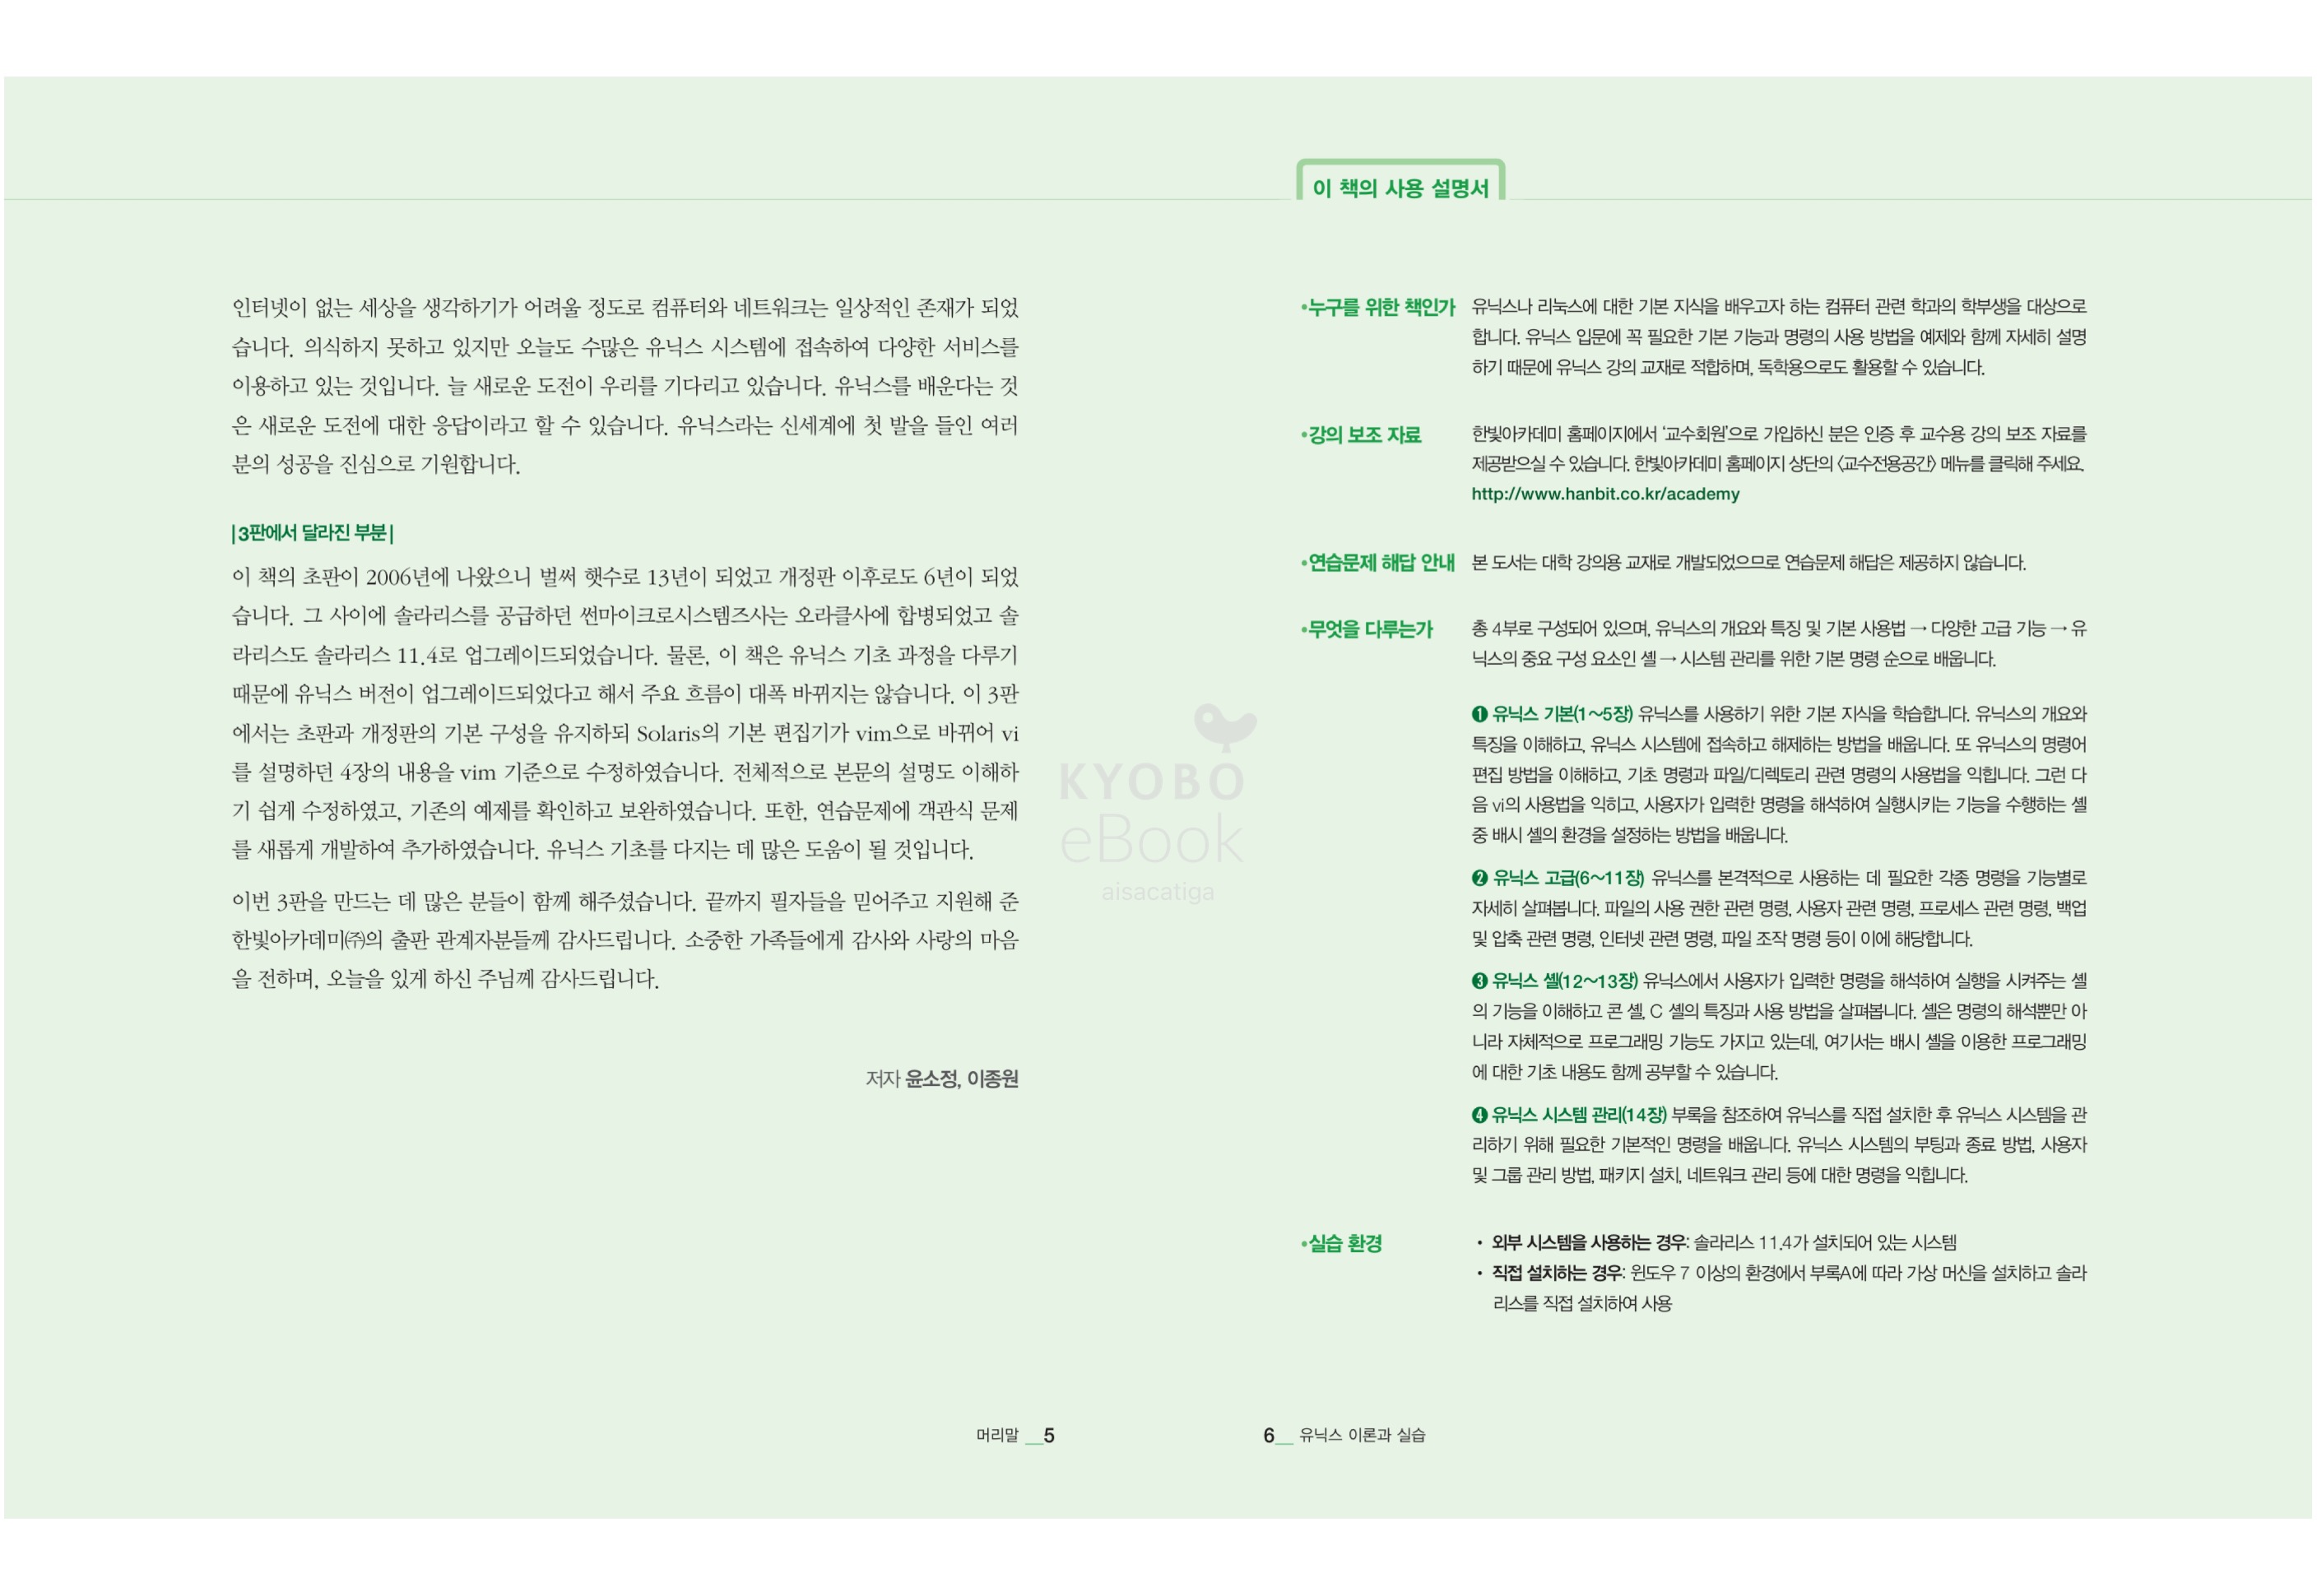 인터넷이 없는 세상을 생각하기가 어려울 정도로 컴퓨터와 네트워크는 일상적인 존재가 되었
습니다. 의식하지 못하고 있지만 오늘도 수많은 유닉스 시스템에 접속하여 다양한 서비스를
이용하고 있는 것입니다. 늘 새로운 도전이 우리를 기다리고 있습니다. 유닉스를 배운다는 것
은 새로운 도전에 대한 응답이라고 할 수 있습니다. 유닉스라는 신세계에 첫 발을 들인 여러
분의 성공을 진심으로 기원합니다.
|3판에서 달라진 부분|
이 책의 초판이 2006년에 나왔으니 벌써 햇수로 13년이 되었고 개정판 이후로도 6년이 되었
습니다. 그 사이에 솔라리스를 공급하던 썬마이크로시스템즈사는 오라클사에 합병되었고 솔
라리스도 솔라리스 11.4로 업그레이드되었습니다. 물론, 이 책은 유닉스 기초 과정을 다루기
때문에 유닉스 버전이 업그레이드되었다고 해서 주요 흐름이 대폭 바뀌지는 않습니다. 이 3판
에서는 초판과 개정판의 기본 구성을 유지하되 Solaris의 기본 편집기가 vim으로 바뀌어 vi
를 설명하던 4장의 내용을 vim 기준으로 수정하였습니다. 전체적으로 본문의 설명도 이해하
기 쉽게 수정하였고, 기존의 예제를 확인하고 보완하였습니다. 또한, 연습문제에 객관식 문제
를 새롭게 개발하여 추가하였습니다. 유닉스 기초를 다지는 데 많은 도움이 될 것입니다.
이번 3판을 만드는 데 많은 분들이 함께 해주셨습니다. 끝까지 필자들을 믿어주고 지원해 준
한빛아카데미㈜의 출판 관계자분들께 감사드립니다. 소중한 가족들에게 감사와 사랑의 마음
을 전하며, 오늘을 있게 하신 주님께 감사드립니다.
저자 윤소정, 이종원
머리말 __5
KYOBO
eBook
aisacatiga
이 책의 사용 설명서
•누구를 위한 책인가 유닉스나 리눅스에 대한 기본 지식을 배우고자 하는 컴퓨터 관련 학과의 학부생을 대상으로
합니다. 유닉스 입문에 꼭 필요한 기본 기능과 명령의 사용 방법을 예제와 함께 자세히 설명
하기 때문에 유닉스 강의 교재로 적합하며, 독학용으로도 활용할 수 있습니다.
•강의 보조 자료 한빛아카데미 홈페이지에서 ‘교수회원’으로 가입하신 분은 인증 후 교수용 강의 보조 자료를
제공받으실 수 있습니다. 한빛아카데미 홈페이지 상단의 〈교수전용공간〉 메뉴를 클릭해 주세요.
http://www.hanbit.co.kr/academy
•연습문제 해답 안내 본 도서는 대학 강의용 교재로 개발되었으므로 연습문제 해답은 제공하지 않습니다.
•무엇을 다루는가 총 4부로 구성되어 있으며, 유닉스의 개요와 특징 및 기본 사용법 → 다양한 고급 기능 → 유
닉스의 중요 구성 요소인 셸 → 시스템 관리를 위한 기본 명령 순으로 배웁니다.
❶ 유닉스 기본(1~5장) 유닉스를 사용하기 위한 기본 지식을 학습합니다. 유닉스의 개요와
특징을 이해하고, 유닉스 시스템에 접속하고 해제하는 방법을 배웁니다. 또 유닉스의 명령어
편집 방법을 이해하고, 기초 명령과 파일/디렉토리 관련 명령의 사용법을 익힙니다. 그런 다
음 vi의 사용법을 익히고, 사용자가 입력한 명령을 해석하여 실행시키는 기능을 수행하는 셸
중 배시 셸의 환경을 설정하는 방법을 배웁니다.
❷ 유닉스 고급(6~11장) 유닉스를 본격적으로 사용하는 데 필요한 각종 명령을 기능별로
자세히 살펴봅니다. 파일의 사용 권한 관련 명령, 사용자 관련 명령, 프로세스 관련 명령, 백업
및 압축 관련 명령, 인터넷 관련 명령, 파일 조작 명령 등이 이에 해당합니다.
❸ 유닉스 셸(12~13장) 유닉스에서 사용자가 입력한 명령을 해석하여 실행을 시켜주는 셸
의 기능을 이해하고 콘 셸, C 셸의 특징과 사용 방법을 살펴봅니다. 셸은 명령의 해석뿐만 아
니라 자체적으로 프로그래밍 기능도 가지고 있는데, 여기서는 배시 셸을 이용한 프로그래밍
에 대한 기초 내용도 함께 공부할 수 있습니다.
❹ 유닉스 시스템 관리(14장) 부록을 참조하여 유닉스를 직접 설치한 후 유닉스 시스템을 관
리하기 위해 필요한 기본적인 명령을 배웁니다. 유닉스 시스템의 부팅과 종료 방법, 사용자
및 그룹 관리 방법, 패키지 설치, 네트워크 관리 등에 대한 명령을 익힙니다.
•실습 환경 • 외부 시스템을 사용하는 경우: 솔라리스 11.4가 설치되어 있는 시스템
• 직접 설치하는 경우: 윈도우 7 이상의 환경에서 부록A에 따라 가상 머신을 설치하고 솔라
리스를 직접 설치하여 사용
6__ 유닉스 이론과 실습